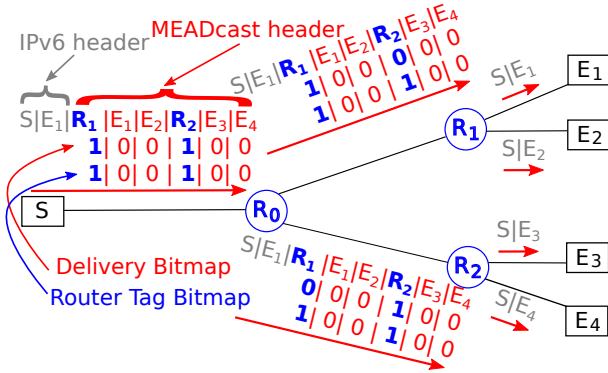 MEADcast header
IPv6 header
S|E1|R1|E1|E2|R2|E3|E4
1|0|0|1|0|0
1|0|0|1|0|0
S|E1|R1|E1|E2|R2|E3|E4
1|0|0|0|0|0
1|0|0|1|0|0
S|E1
E1
R1
E2
S|E2
S
R0
S|E1|R1|E1|E2|R2|E3|E4
0|0|0|1|0|0
1|0|0|1|0|0
S|E3
E3
R2
S|E4
E4
Delivery Bitmap
Router Tag Bitmap